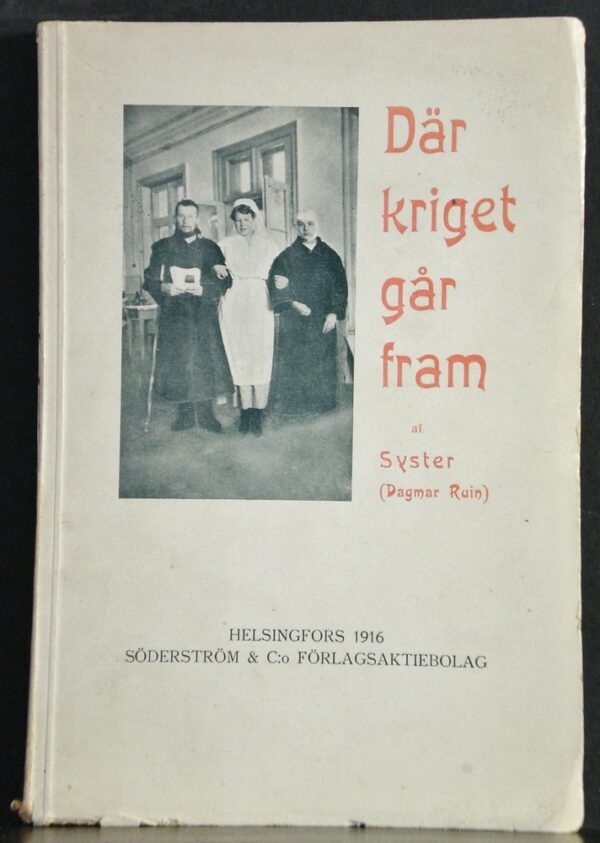 Där
kriget
går
fram
af
Syster
(Dagmar Ruin)
HELSINGFORS 1916
SÖDERSTRÖM & C:o FÖRLAGSAKTIEBOLAG